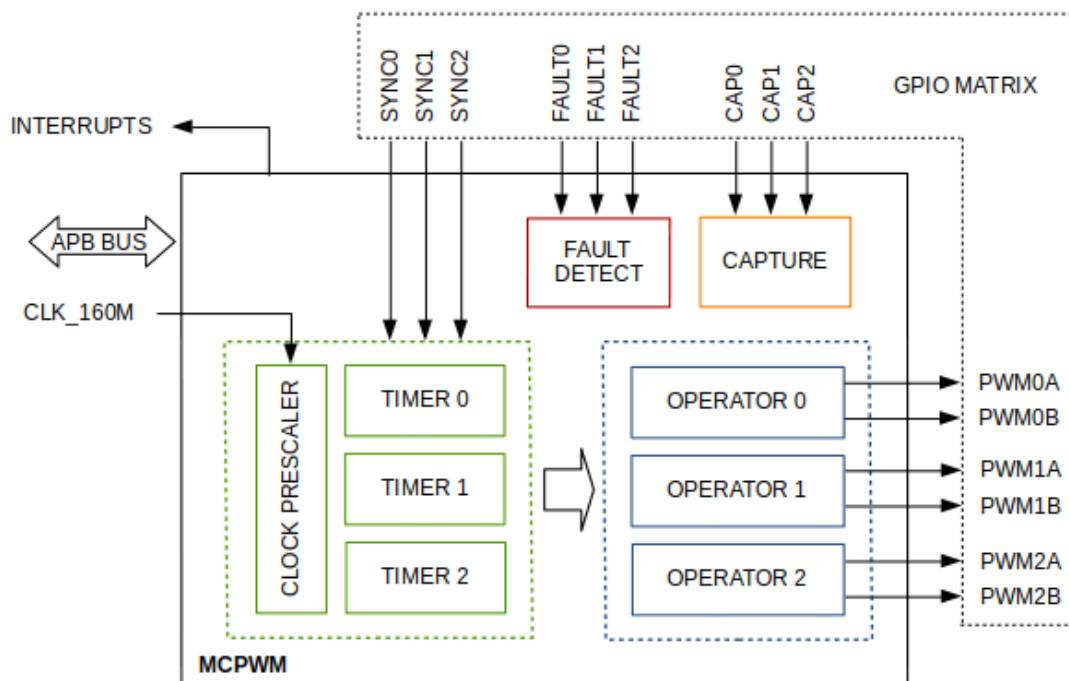 SYNC0
SYNC1
SYNC2
FAULT0
FAULT1
FAULT2
CAP0
CAP1
CAP2
GPIO MATRIX
INTERRUPTS
APB BUS
FAULT
DETECT
CAPTURE
CLK_160M
CLOCK PRESCALER
TIMER 0
TIMER 1
TIMER 2
OPERATOR 0
OPERATOR 1
OPERATOR 2
PWM0A
PWM0B
PWM1A
PWM1B
PWM2A
PWM2B
MCPWM